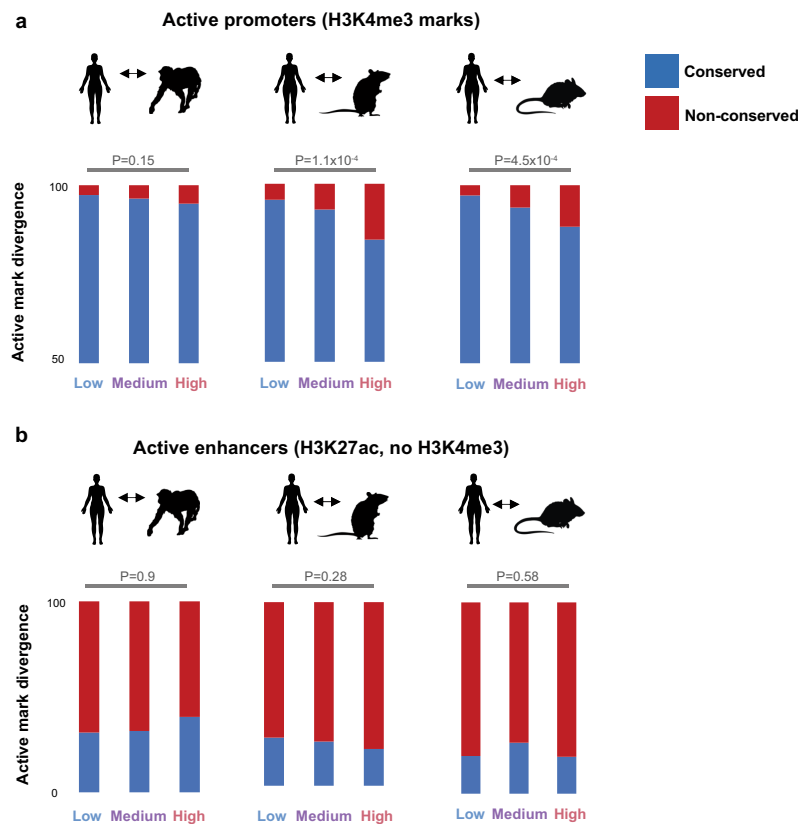 a
Active promoters (H3K4me3 marks)
Conserved
Non-conserved
P=0.15
P=1.1x10⁻⁴
P=4.5x10⁻⁴
Active mark divergence
100
50
Low Medium High
Low Medium High
Low Medium High
b
Active enhancers (H3K27ac, no H3K4me3)
P=0.9
P=0.28
P=0.58
Active mark divergence
100
0
Low Medium High
Low Medium High
Low Medium High